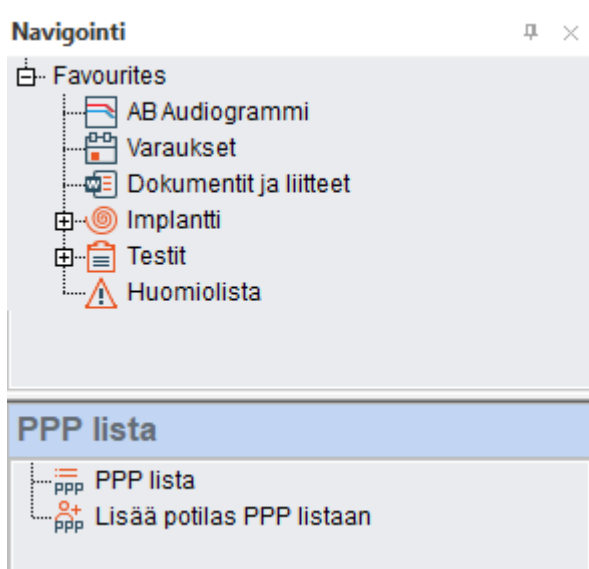 Navigointi
Favourites
AB Audiogrammi
Varaukset
Dokumentit ja liitteet
Implantti
Testit
Huomiolista
PPP lista
PPP lista
Lisää potilas PPP listaan